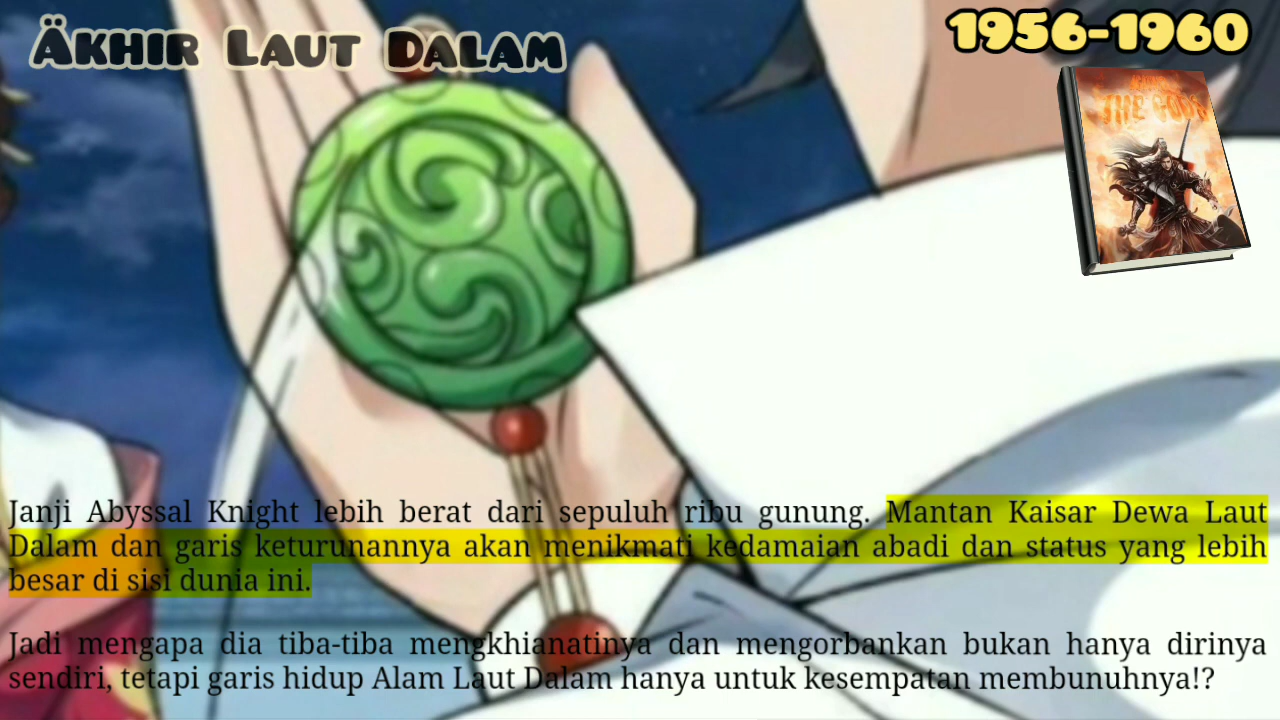 Äkhir Laut Dalam
1956-1960
THE GODS
Janji Abyssal Knight lebih berat dari sepuluh ribu gunung. Mantan Kaisar Dewa Laut
Dalam dan garis keturunannya akan menikmati kedamaian abadi dan status yang lebih
besar di sisi dunia ini.
Jadi mengapa dia tiba-tiba mengkhianatinya dan mengorbankan bukan hanya dirinya
sendiri, tetapi garis hidup Alam Laut Dalam hanya untuk kesempatan membunuhnya!?